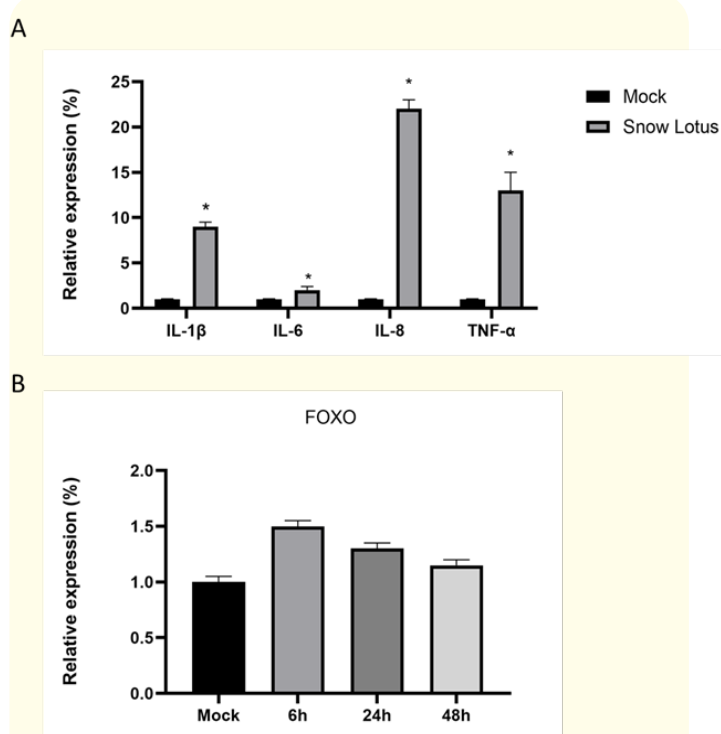 A
Relative expression (%)
25
20
15
10
5
0
*
*
*
*
IL-1β IL-6 IL-8 TNF-α
Mock
Snow Lotus
B
FOXO
Relative expression (%)
2.0
1.5
1.0
0.5
0.0
Mock 6h 24h 48h